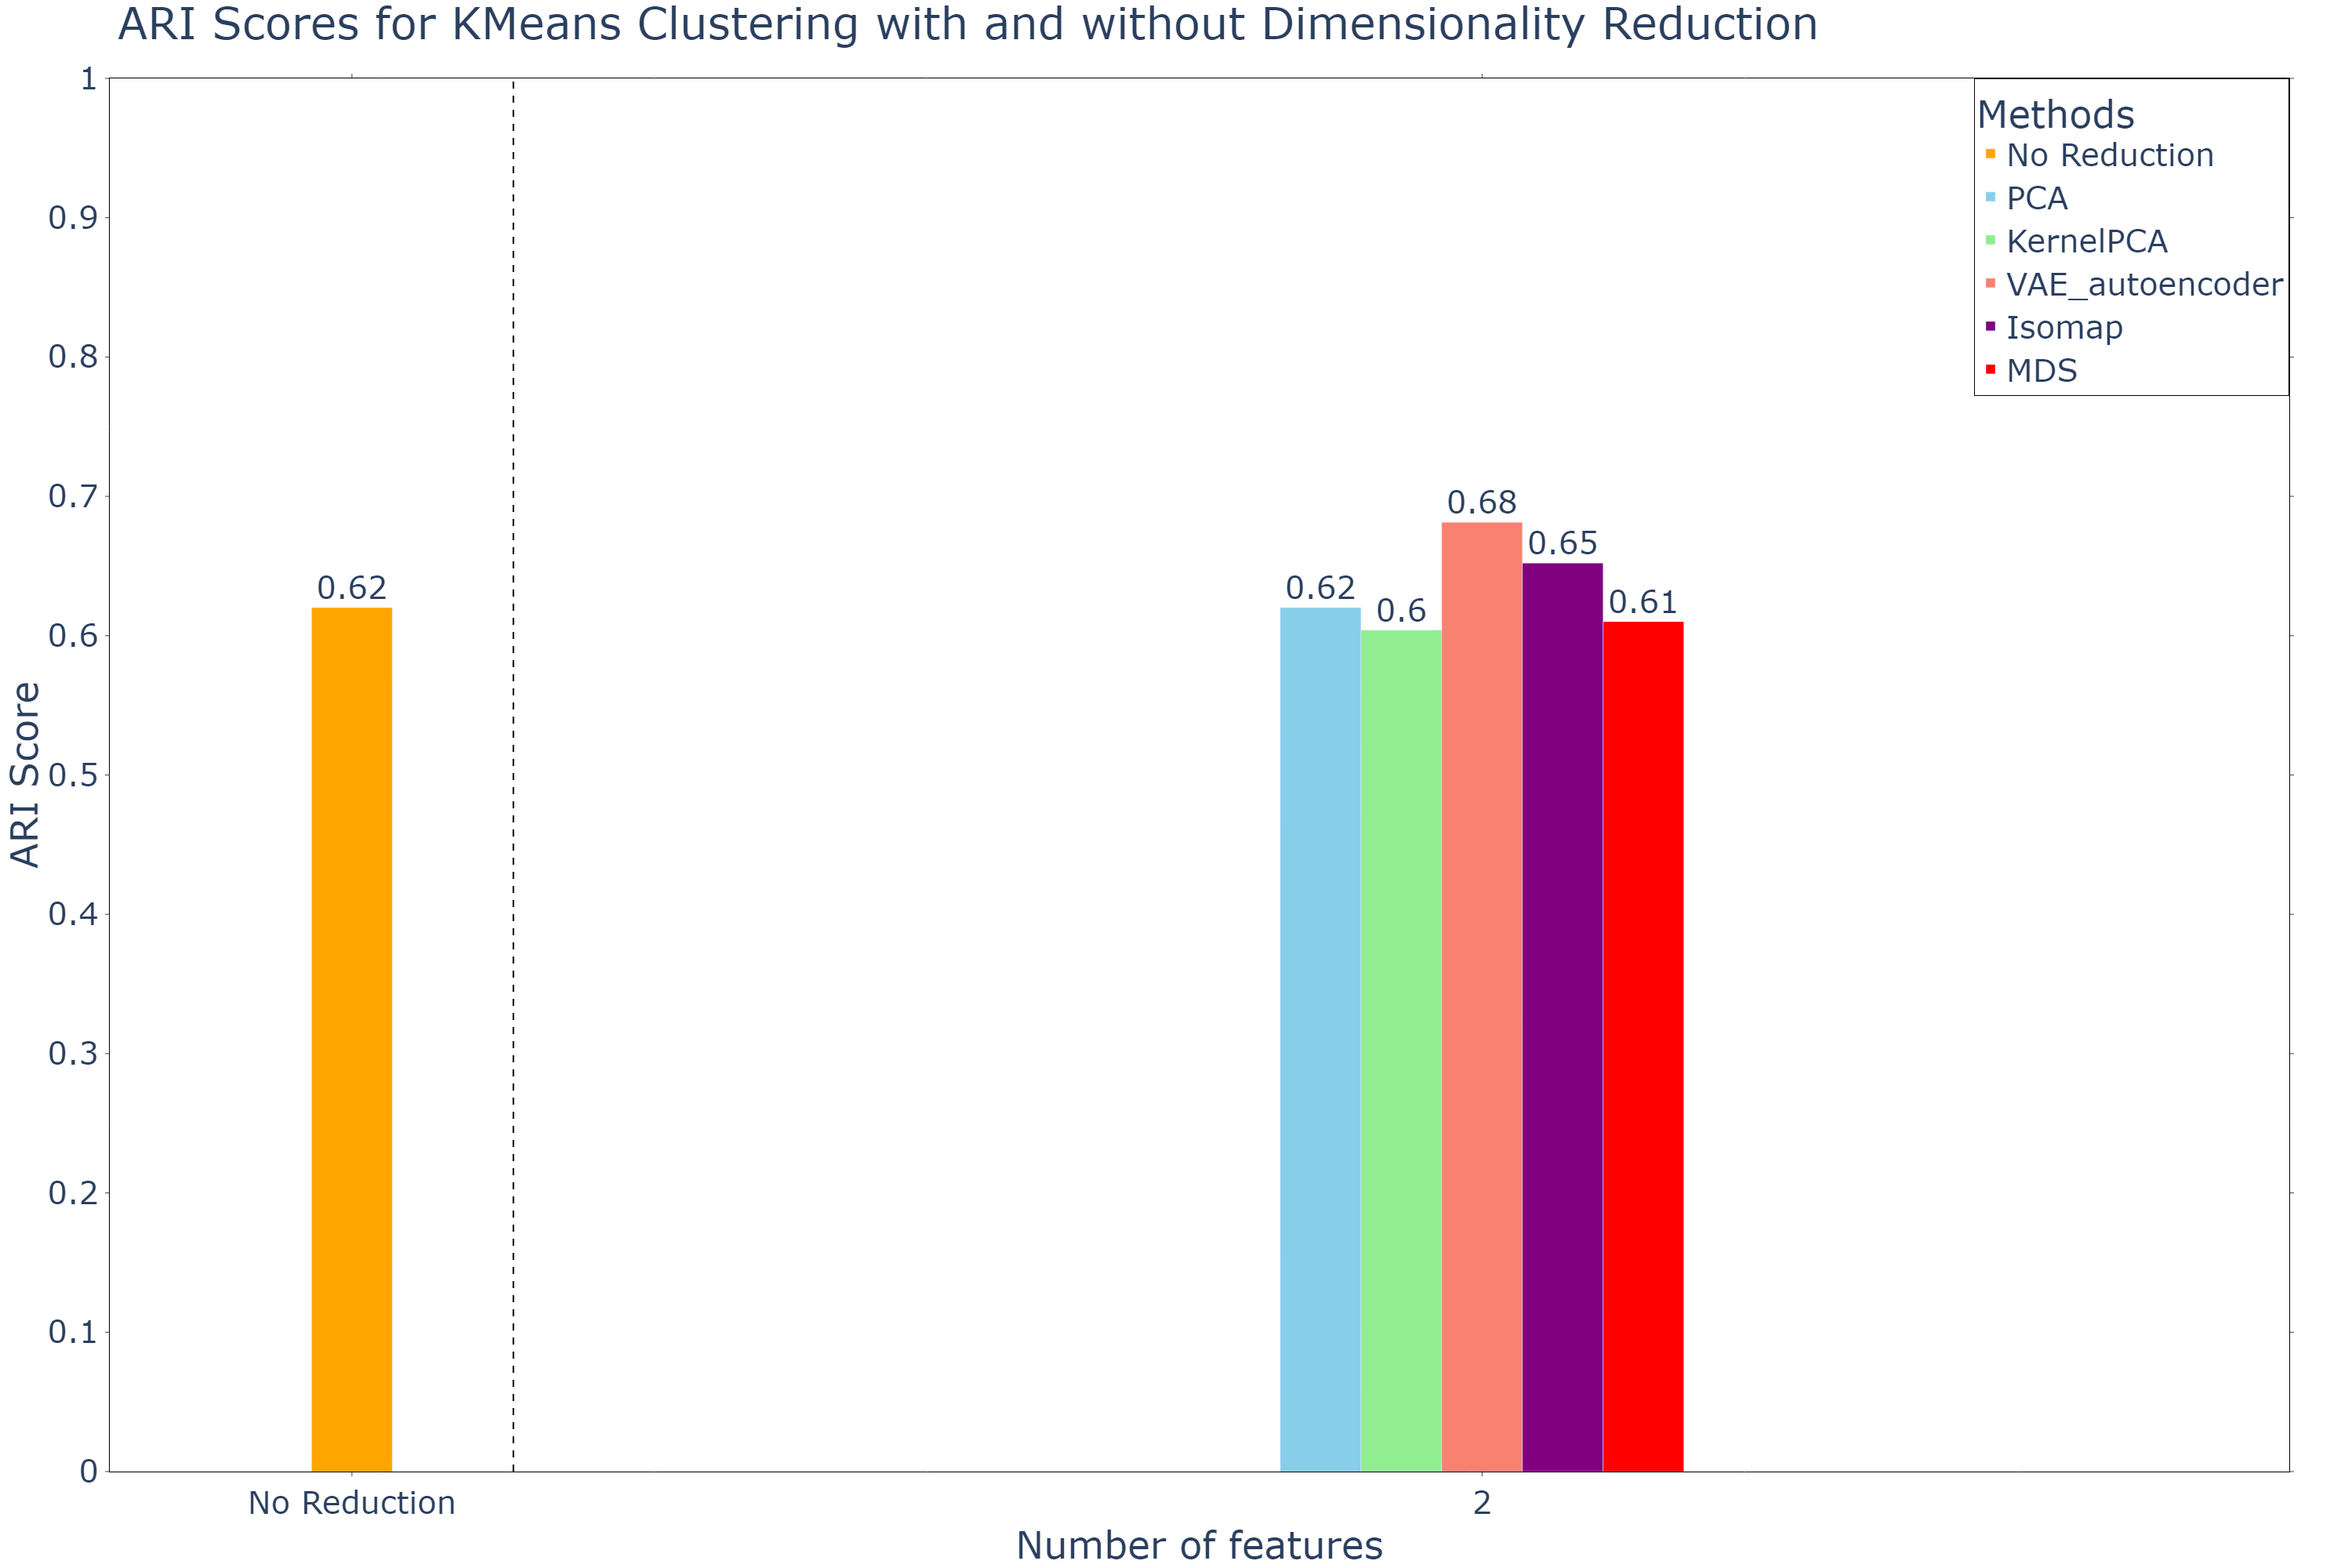 ARI Scores for KMeans Clustering with and without Dimensionality Reduction
Methods
No Reduction
PCA
KernelPCA
VAE_autoencoder
Isomap
MDS
ARI Score
1
0.9
0.8
0.7
0.6
0.5
0.4
0.3
0.2
0.1
0
0.62
0.62
0.6
0.68
0.65
0.61
No Reduction
2
Number of features